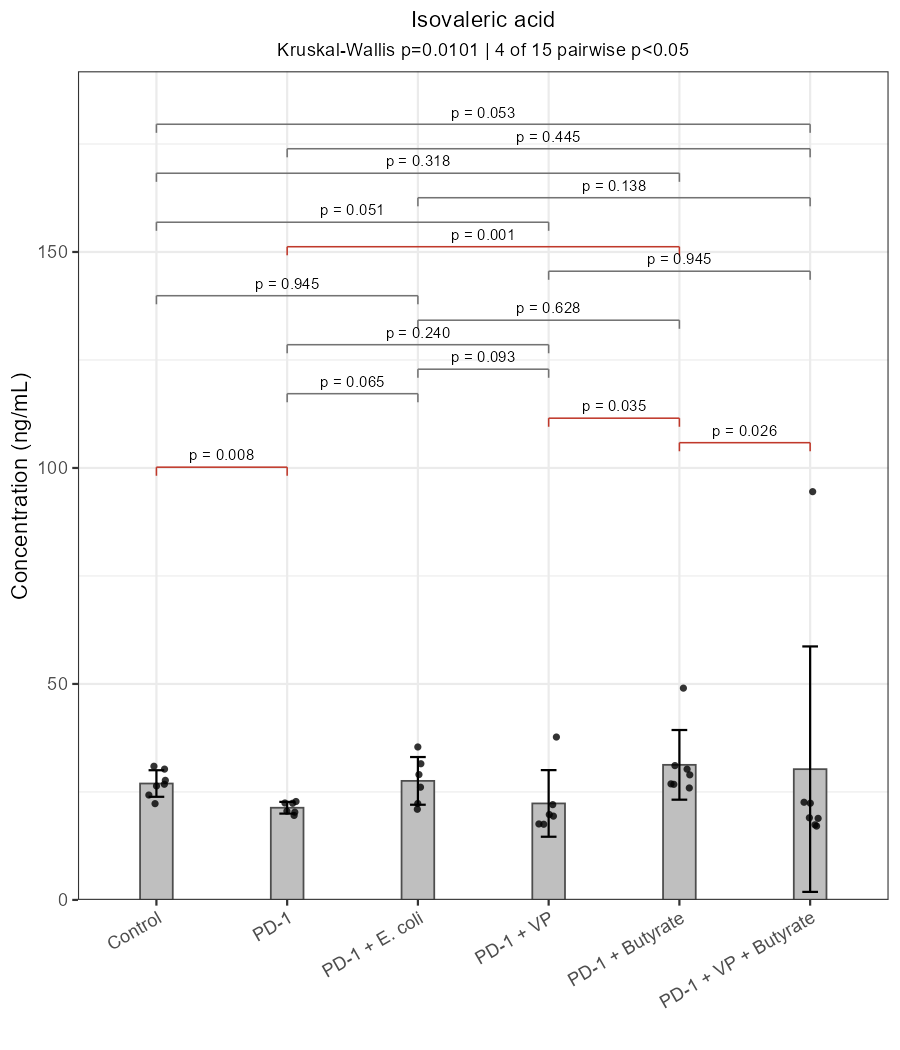 Isovaleric acid
Kruskal-Wallis p=0.0101 | 4 of 15 pairwise p<0.05
p = 0.053
p = 0.445
p = 0.318
p = 0.138
p = 0.051
p = 0.001
p = 0.945
p = 0.945
p = 0.628
p = 0.240
p = 0.093
p = 0.065
p = 0.035
p = 0.026
p = 0.008
150
100
50
0
Concentration (ng/mL)
Control
PD-1
PD-1 + E. coli
PD-1 + VP
PD-1 + Butyrate
PD-1 + VP + Butyrate